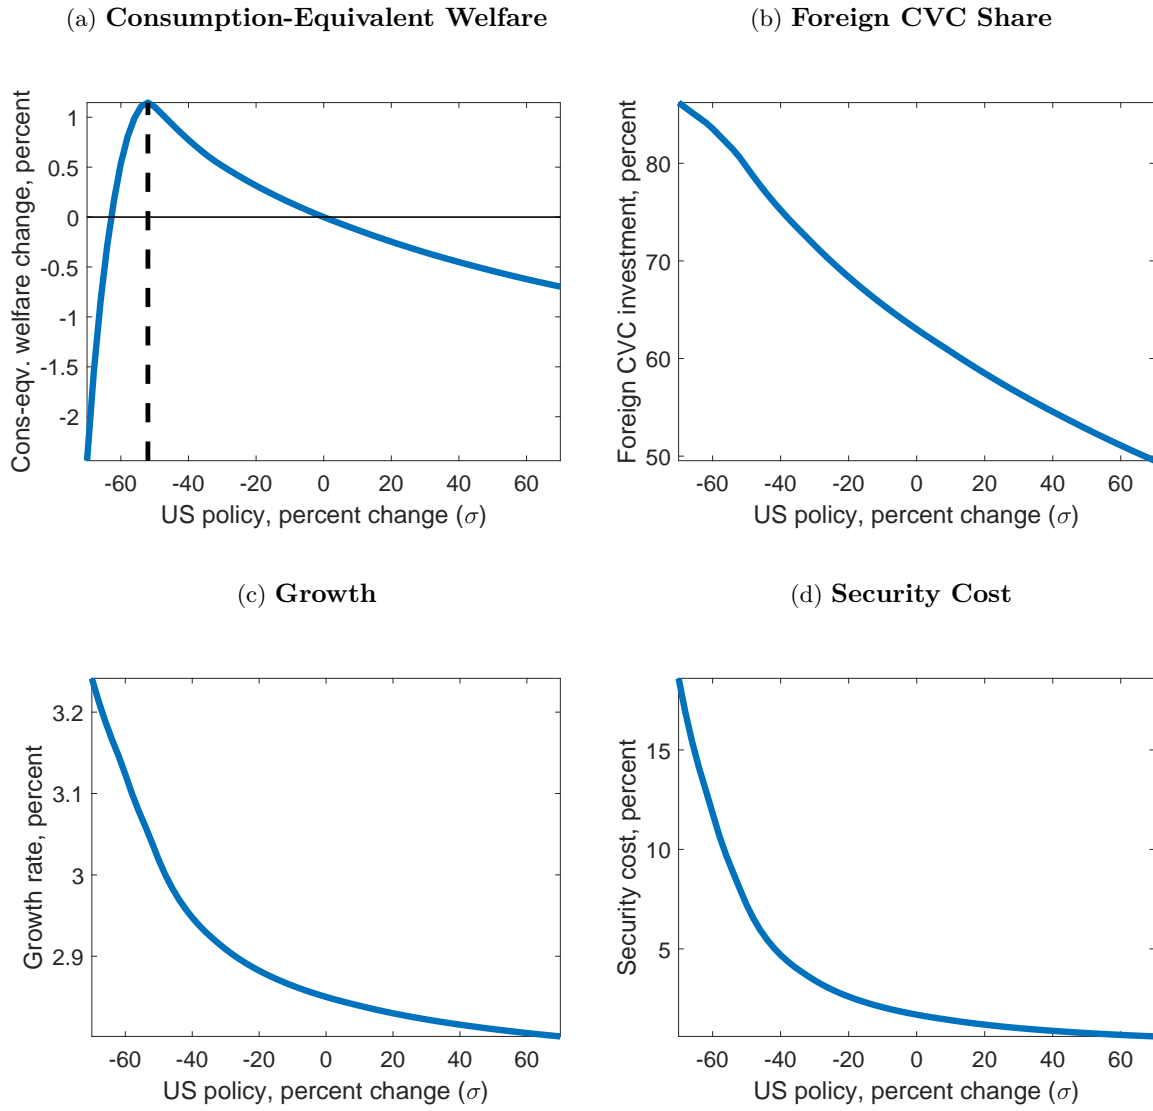 (a) Consumption-Equivalent Welfare
Cons-eqv. welfare change, percent
1
0.5
0
-0.5
-1
-1.5
-2
-60 -40 -20 0 20 40 60
US policy, percent change (σ)
(b) Foreign CVC Share
Foreign CVC investment, percent
80
70
60
50
-60 -40 -20 0 20 40 60
US policy, percent change (σ)
(c) Growth
Growth rate, percent
3.2
3.1
3
2.9
-60 -40 -20 0 20 40 60
US policy, percent change (σ)
(d) Security Cost
Security cost, percent
15
10
5
-60 -40 -20 0 20 40 60
US policy, percent change (σ)